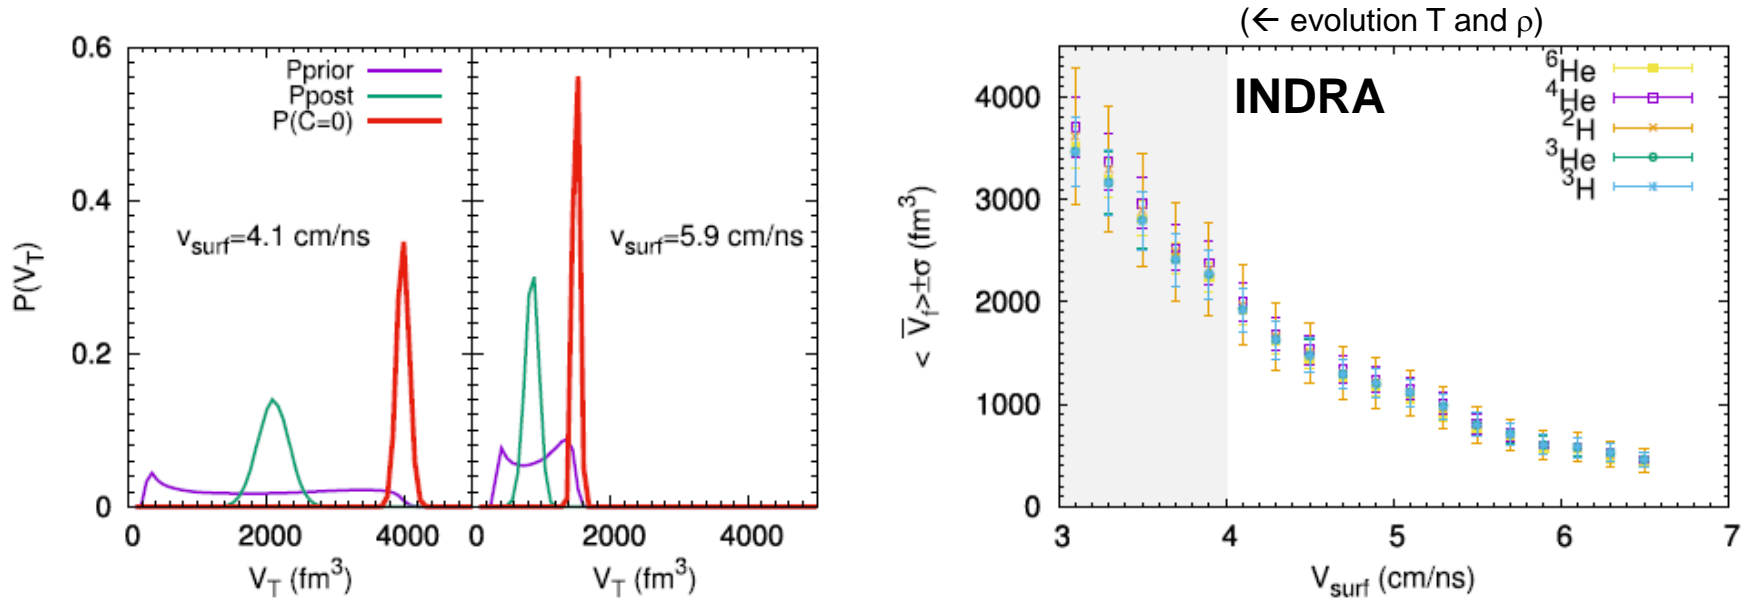 0.6
0.4
0.2
0
P(V_T)
Pprior
Ppost
P(C=0)
v_surf=4.1 cm/ns
0 2000 4000
V_T (fm³)
v_surf=5.9 cm/ns
0 2000 4000
V_T (fm³)
(← evolution T and ρ)
INDRA
⁶He
⁴He
²H
³He
³H
4000
3000
2000
1000
0
< V̅_f>±σ (fm³)
3 4 5 6 7
V_surf (cm/ns)